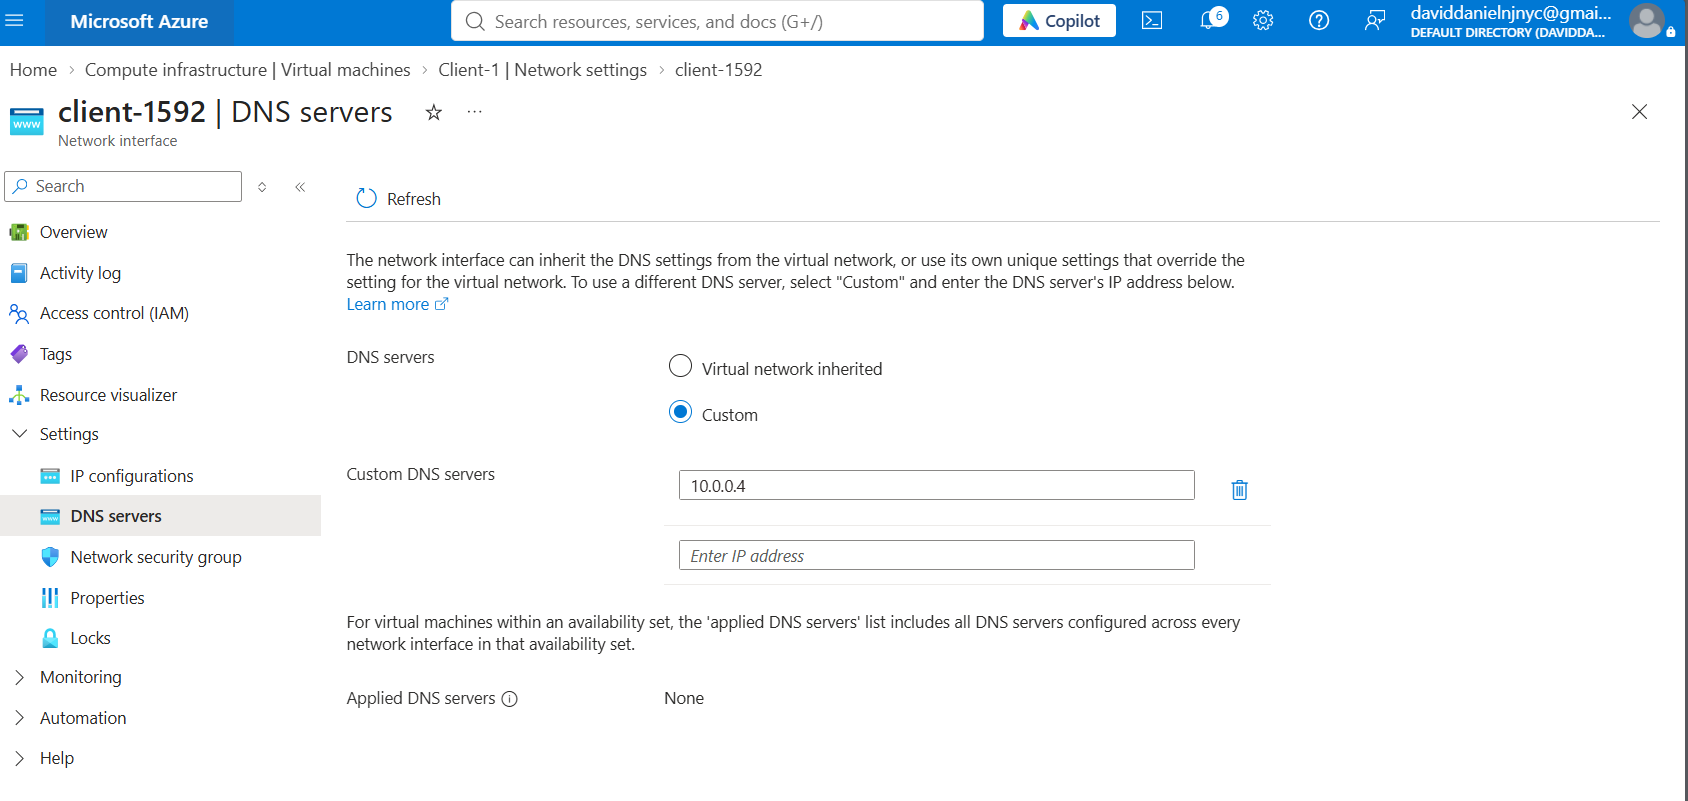 Microsoft Azure
Search resources, services, and docs (G+/)
Copilot
6
daviddanielnjnyc@gmai...
DEFAULT DIRECTORY (DAVIDDA...
Home > Compute infrastructure | Virtual machines > Client-1 | Network settings > client-1592
www
client-1592 | DNS servers
...
Network interface
Search
Refresh
Overview
Activity log
Access control (IAM)
Tags
Resource visualizer
Settings
IP configurations
DNS servers
Network security group
Properties
Locks
Monitoring
Automation
Help
The network interface can inherit the DNS settings from the virtual network, or use its own unique settings that override the
setting for the virtual network. To use a different DNS server, select "Custom" and enter the DNS server's IP address below.
Learn more
DNS servers
Virtual network inherited
Custom
Custom DNS servers
10.0.0.4
Enter IP address
For virtual machines within an availability set, the 'applied DNS servers' list includes all DNS servers configured across every
network interface in that availability set.
Applied DNS servers
None